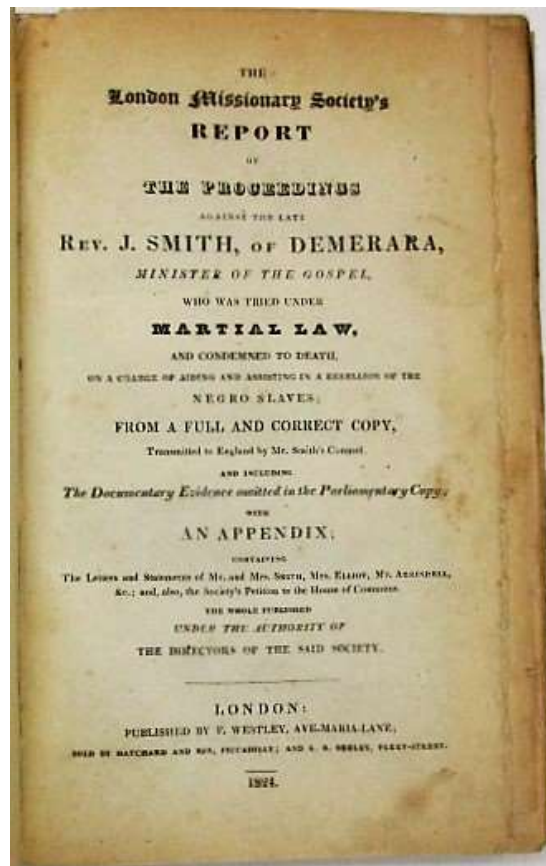 THE
London Missionary Society's
REPORT
OF
THE PROCEEDINGS
AGAINST THE LATE
REV. J. SMITH, OF DEMERARA,
MINISTER OF THE GOSPEL,
WHO WAS TRIED UNDER
MARTIAL LAW,
AND CONDEMNED TO DEATH,
ON A CHARGE OF AIDING AND ASSISTING IN A REBELLION OF THE
NEGRO SLAVES;
FROM A FULL AND CORRECT COPY,
Transmitted to England by Mr. Smith's Counsel.
AND INCLUDING
The Documentary Evidence omitted in the Parliamentary Copy;
WITH
AN APPENDIX;
CONTAINING
The Letters and Statements of Mr. and Mrs. SMITH, Mrs. ELLIOT, Mr. ARRINDELL,
&c.; and, also, the Society's Petition to the House of Commons.
THE WHOLE PUBLISHED
UNDER THE AUTHORITY OF
THE DIRECTORS OF THE SAID SOCIETY.
LONDON:
PUBLISHED BY F. WESTLEY, AVE-MARIA-LANE;
SOLD BY HATCHARD AND SON, PICCADILLY; AND L. B. SEELEY, FLEET-STREET.
1824.